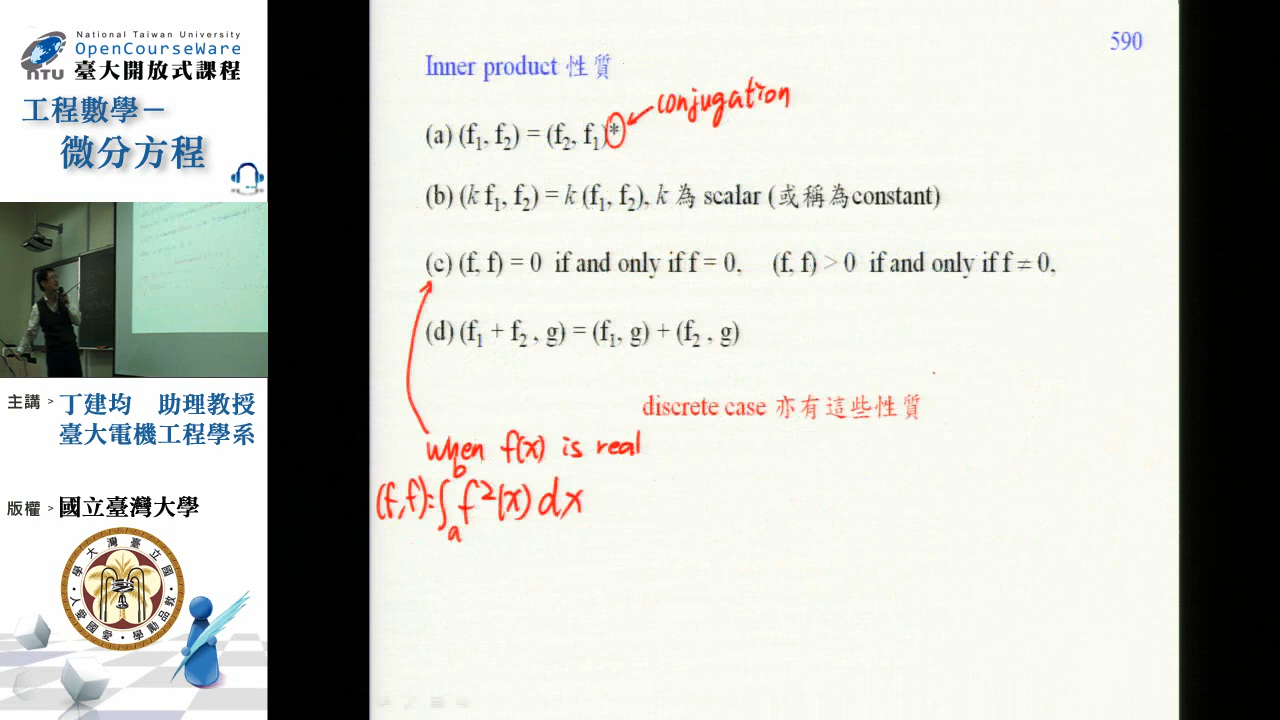 National Taiwan University
OpenCourseWare
NTU 臺大開放式課程
工程數學－
微分方程
主講 > 丁建均 助理教授
臺大電機工程學系
版權 > 國立臺灣大學
590
Inner product 性質
conjugation
(a) (f₁, f₂) = (f₂, f₁)*
(b) (k f₁, f₂) = k (f₁, f₂), k 為 scalar (或稱為constant)
(c) (f, f) = 0 if and only if f = 0, (f, f) > 0 if and only if f ≠ 0,
(d) (f₁ + f₂ , g) = (f₁, g) + (f₂ , g)
discrete case 亦有這些性質
when f(x) is real
(f,f)=∫ₐᵇ f²(x) dx